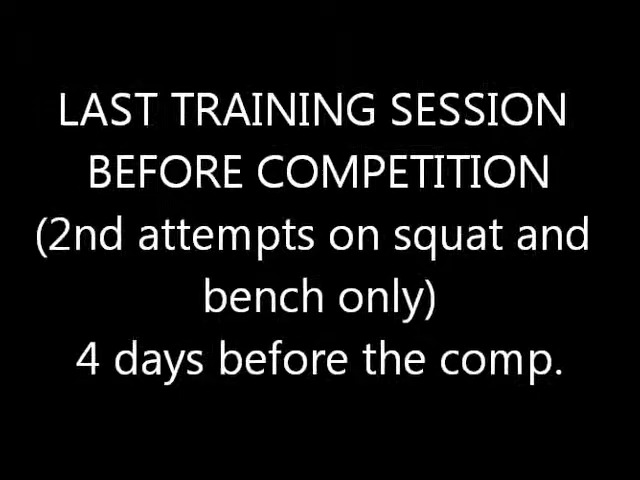 LAST TRAINING SESSION
BEFORE COMPETITION
(2nd attempts on squat and
bench only)
4 days before the comp.